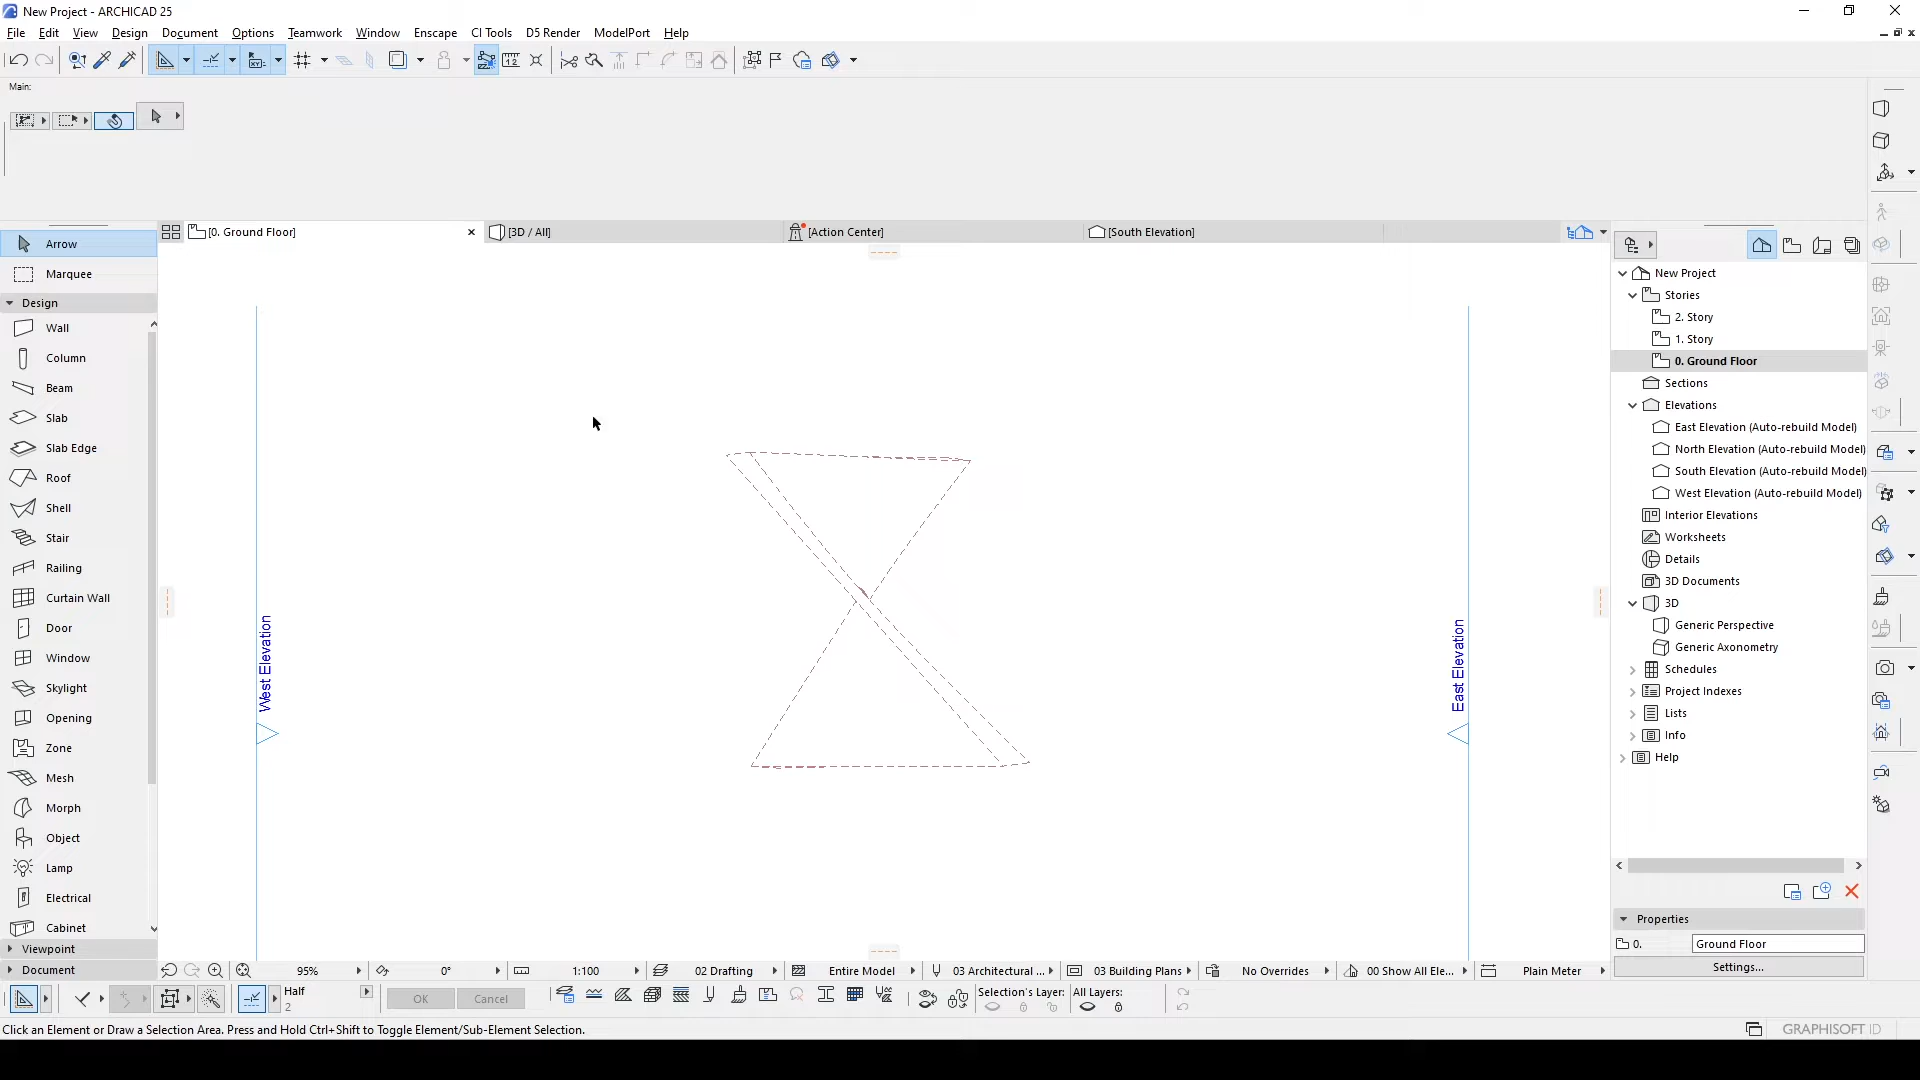 New Project - ARCHICAD 25
File Edit View Design Document Options Teamwork Window Enscape CI Tools D5 Render ModelPort Help
Main:
[0. Ground Floor]
[3D / All]
[Action Center]
[South Elevation]
Arrow
Marquee
Design
Wall
Column
Beam
Slab
Slab Edge
Roof
Shell
Stair
Railing
Curtain Wall
Door
Window
Skylight
Opening
Zone
Mesh
Morph
Object
Lamp
Electrical
Cabinet
Viewpoint
Document
West Elevation
East Elevation
New Project
Stories
2. Story
1. Story
0. Ground Floor
Sections
Elevations
East Elevation (Auto-rebuild Model)
North Elevation (Auto-rebuild Model)
South Elevation (Auto-rebuild Model)
West Elevation (Auto-rebuild Model)
Interior Elevations
Worksheets
Details
3D Documents
3D
Generic Perspective
Generic Axonometry
Schedules
Project Indexes
Lists
Info
Help
Properties
0. Ground Floor
Settings...
95% 0° 1:100 02 Drafting Entire Model 03 Architectural ... 03 Building Plans No Overrides 00 Show All Ele... Plain Meter
Half
2
OK Cancel
Selection's Layer: All Layers:
Click an Element or Draw a Selection Area. Press and Hold Ctrl+Shift to Toggle Element/Sub-Element Selection.
GRAPHISOFT ID